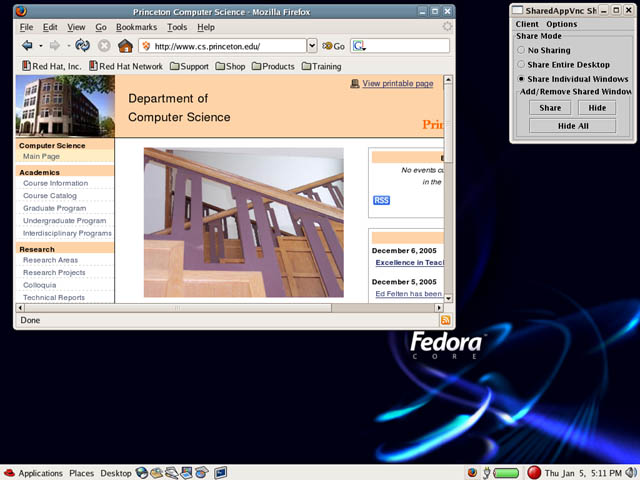 Princeton Computer Science - Mozilla Firefox
File Edit View Go Bookmarks Tools Help
http://www.cs.princeton.edu/ Go
Red Hat, Inc. Red Hat Network Support Shop Products Training
View printable page
Department of
Computer Science
Computer Science
Main Page
Academics
Course Information
Course Catalog
Graduate Program
Undergraduate Program
Interdisciplinary Programs
Research
Research Areas
Research Projects
Colloquia
Technical Reports
Prin
E
No events cu
in the
RSS
December 6, 2005
Excellence in Teac
December 5, 2005
Ed Felten has been
Done
SharedAppVnc Sh
Client Options
Share Mode
No Sharing
Share Entire Desktop
Share Individual Windows
Add/Remove Shared Window
Share Hide
Hide All
Fedora™
CORE
Applications Places Desktop
Thu Jan 5, 5:11 PM